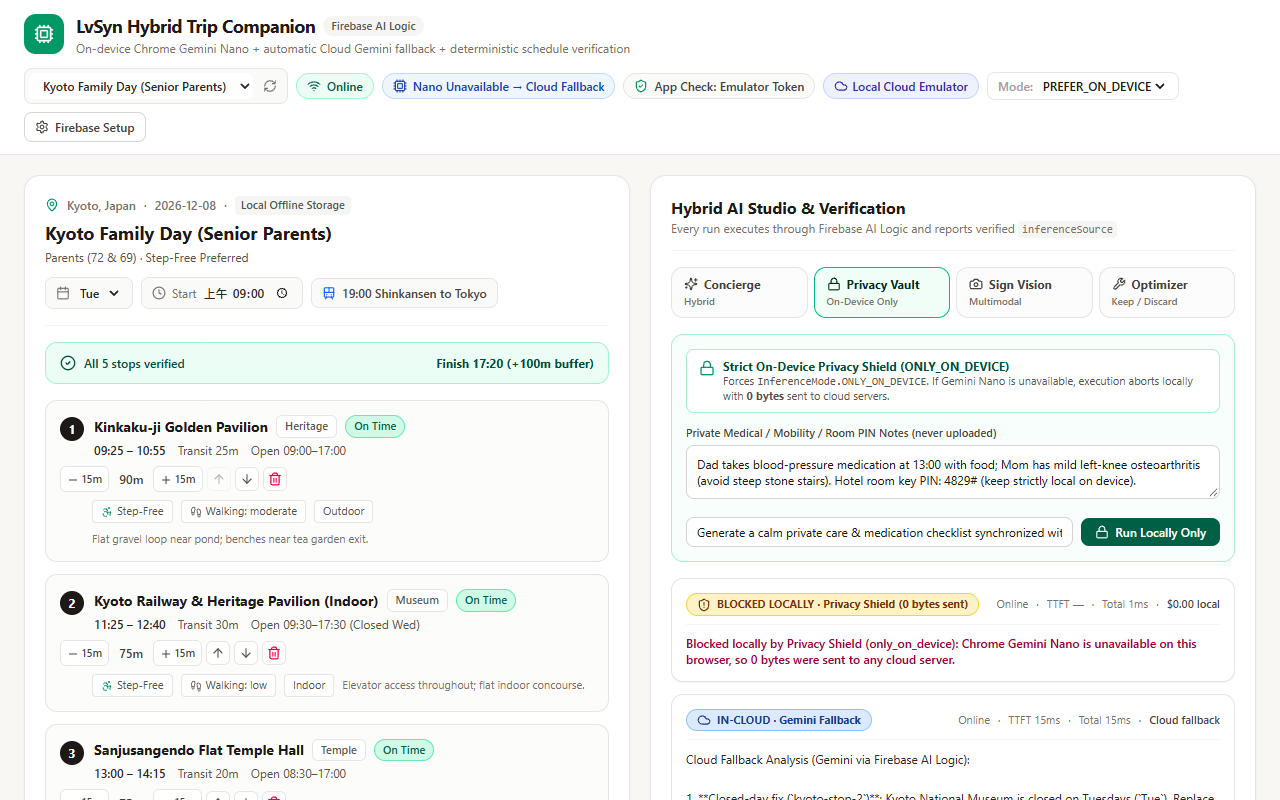 LvSyn Hybrid Trip Companion Firebase AI Logic
On-device Chrome Gemini Nano + automatic Cloud Gemini fallback + deterministic schedule verification
Kyoto Family Day (Senior Parents) Online Nano Unavailable → Cloud Fallback App Check: Emulator Token Local Cloud Emulator Mode: PREFER_ON_DEVICE
Firebase Setup
Kyoto, Japan · 2026-12-08 · Local Offline Storage
Kyoto Family Day (Senior Parents)
Parents (72 & 69) · Step-Free Preferred
Tue Start 上午 09:00 19:00 Shinkansen to Tokyo
All 5 stops verified Finish 17:20 (+100m buffer)
1 Kinkaku-ji Golden Pavilion Heritage On Time
09:25 – 10:55 Transit 25m Open 09:00–17:00
– 15m 90m + 15m
Step-Free Walking: moderate Outdoor
Flat gravel loop near pond; benches near tea garden exit.
2 Kyoto Railway & Heritage Pavilion (Indoor) Museum On Time
11:25 – 12:40 Transit 30m Open 09:30–17:30 (Closed Wed)
– 15m 75m + 15m
Step-Free Walking: low Indoor Elevator access throughout; flat indoor concourse.
3 Sanjusangendo Flat Temple Hall Temple On Time
13:00 – 14:15 Transit 20m Open 08:30–17:00
Hybrid AI Studio & Verification
Every run executes through Firebase AI Logic and reports verified inferenceSource
Concierge Privacy Vault Sign Vision Optimizer
Hybrid On-Device Only Multimodal Keep / Discard
Strict On-Device Privacy Shield (ONLY_ON_DEVICE)
Forces InferenceMode.ONLY_ON_DEVICE. If Gemini Nano is unavailable, execution aborts locally
with 0 bytes sent to cloud servers.
Private Medical / Mobility / Room PIN Notes (never uploaded)
Dad takes blood-pressure medication at 13:00 with food; Mom has mild left-knee osteoarthritis
(avoid steep stone stairs). Hotel room key PIN: 4829# (keep strictly local on device).
Generate a calm private care & medication checklist synchronized wit Run Locally Only
BLOCKED LOCALLY · Privacy Shield (0 bytes sent) Online · TTFT — · Total 1ms · $0.00 local
Blocked locally by Privacy Shield (only_on_device): Chrome Gemini Nano is unavailable on this
browser, so 0 bytes were sent to any cloud server.
IN-CLOUD · Gemini Fallback Online · TTFT 15ms · Total 15ms · Cloud fallback
Cloud Fallback Analysis (Gemini via Firebase AI Logic):
1. **Closed-day fix (`kyoto-stop-2`)**: Kyoto National Museum is closed on Tuesdays (`Tue`). Replace